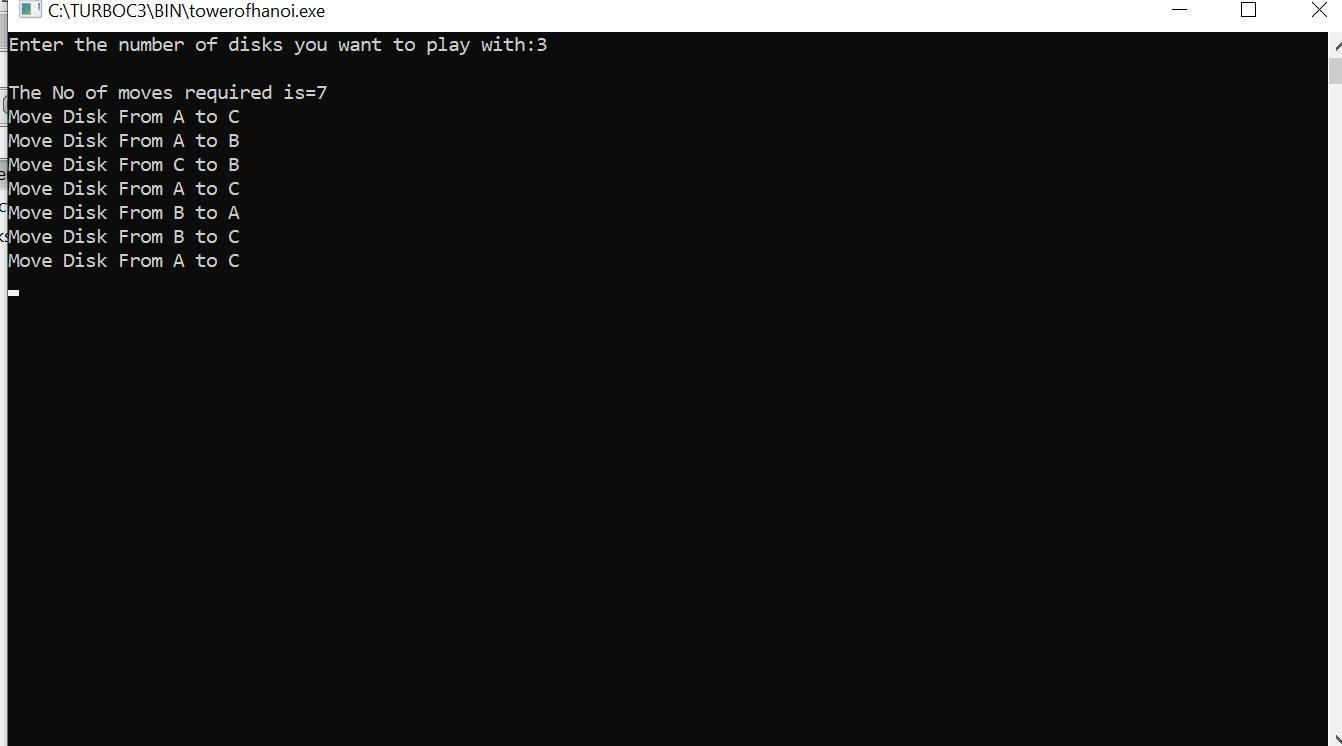 C:\TURBOC3\BIN\towerofhanoi.exe
Enter the number of disks you want to play with:3
The No of moves required is=7
Move Disk From A to C
Move Disk From A to B
Move Disk From C to B
Move Disk From A to C
Move Disk From B to A
Move Disk From B to C
Move Disk From A to C